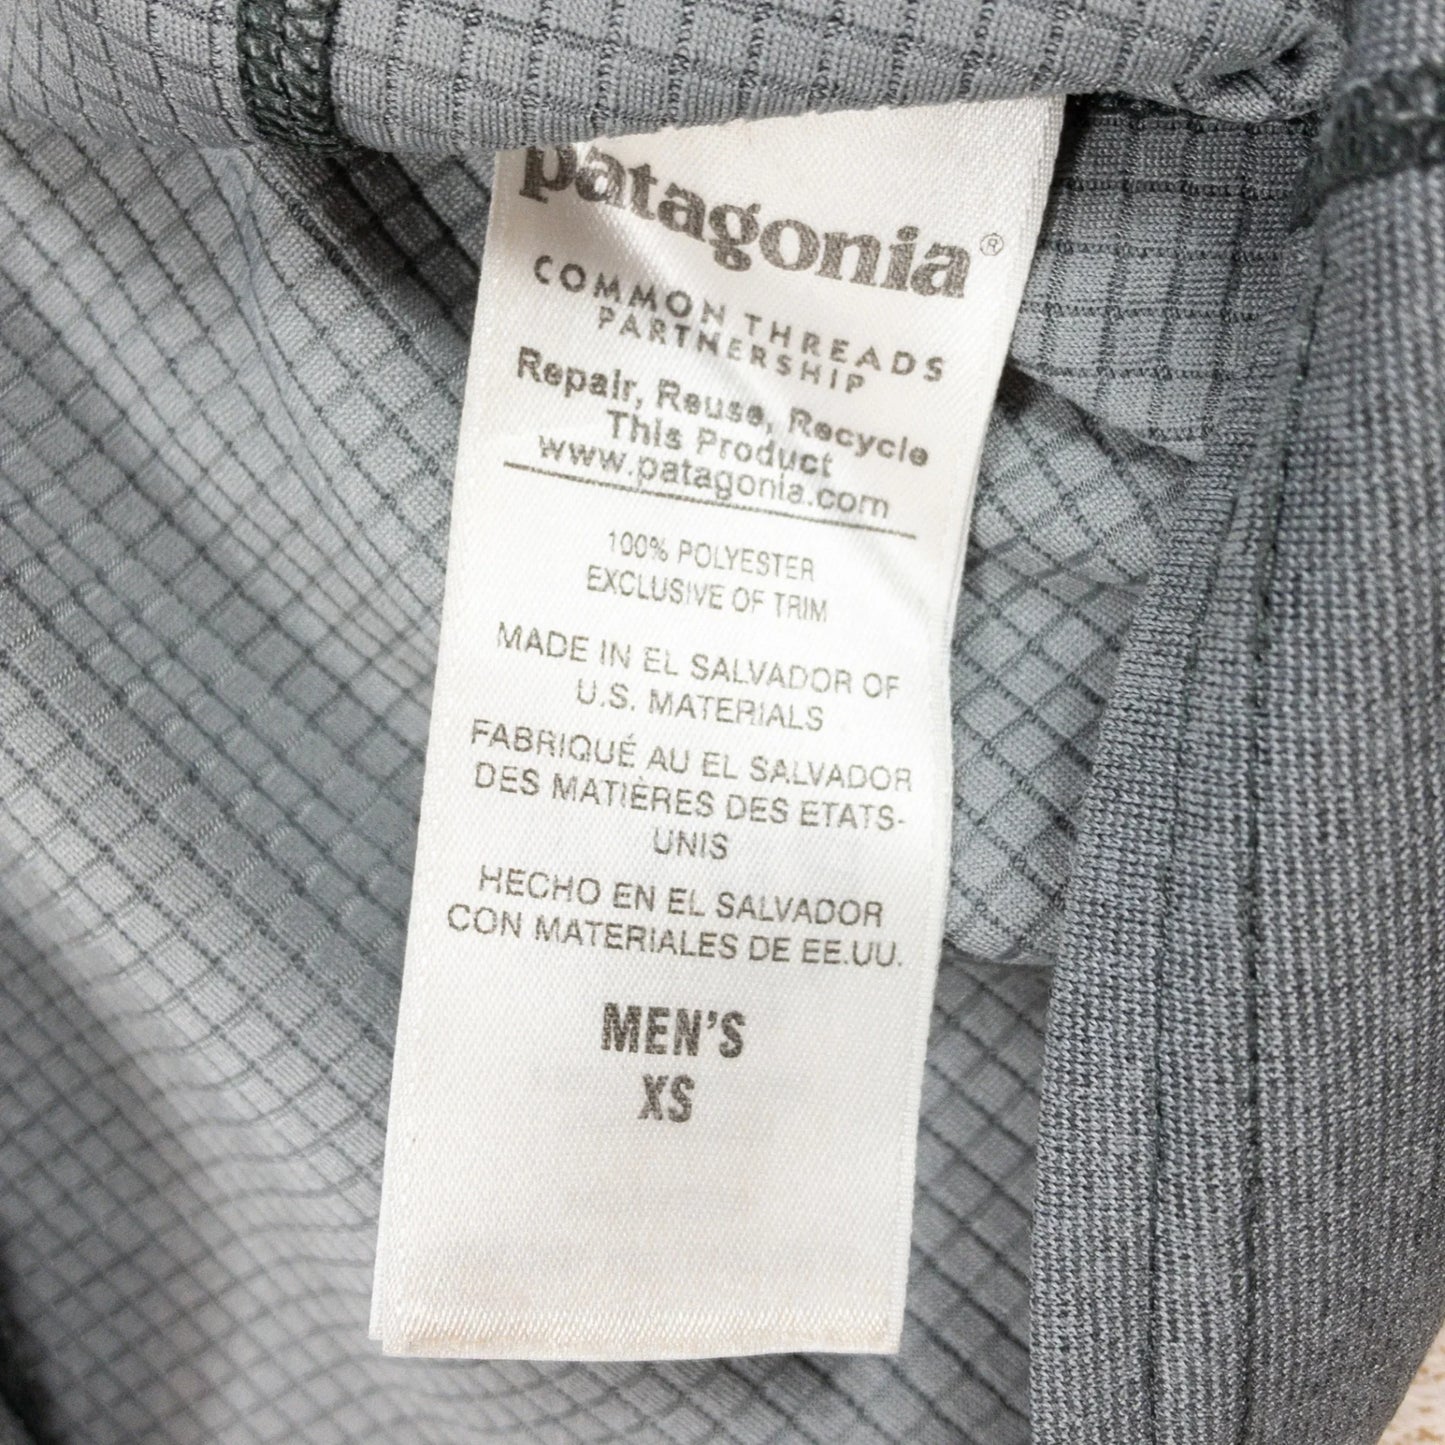 patagonia®
COMMON THREADS
PARTNERSHIP
Repair, Reuse, Recycle
This Product
www.patagonia.com
100% POLYESTER
EXCLUSIVE OF TRIM
MADE IN EL SALVADOR OF
U.S. MATERIALS
FABRIQUÉ AU EL SALVADOR
DES MATIÈRES DES ETATS-
UNIS
HECHO EN EL SALVADOR
CON MATERIALES DE EE.UU.
MEN'S
XS